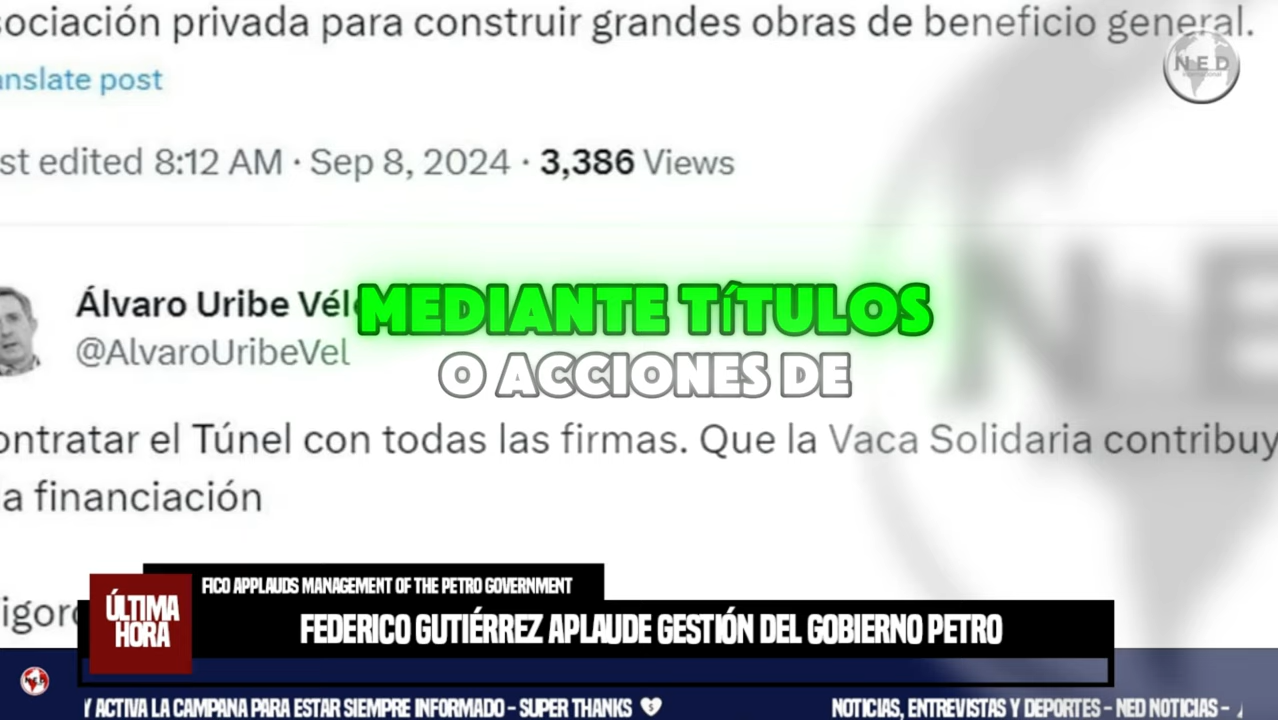 sociación privada para construir grandes obras de beneficio general.
anslate post
NED
st edited 8:12 AM · Sep 8, 2024 · 3,386 Views
Álvaro Uribe Vél
MEDIANTE TÍTULOS
@AlvaroUribeVel
O ACCIONES DE
NE
ontratar el Túnel con todas las firmas. Que la Vaca Solidaria contribuy
a financiación
igoro
FICO APPLAUDS MANAGEMENT OF THE PETRO GOVERNMENT
ÚLTIMA
HORA
FEDERICO GUTIÉRREZ APLAUDE GESTIÓN DEL GOBIERNO PETRO
Y ACTIVA LA CAMPANA PARA ESTAR SIEMPRE INFORMADO - SUPER THANKS
NOTICIAS, ENTREVISTAS Y DEPORTES - NED NOTICIAS -